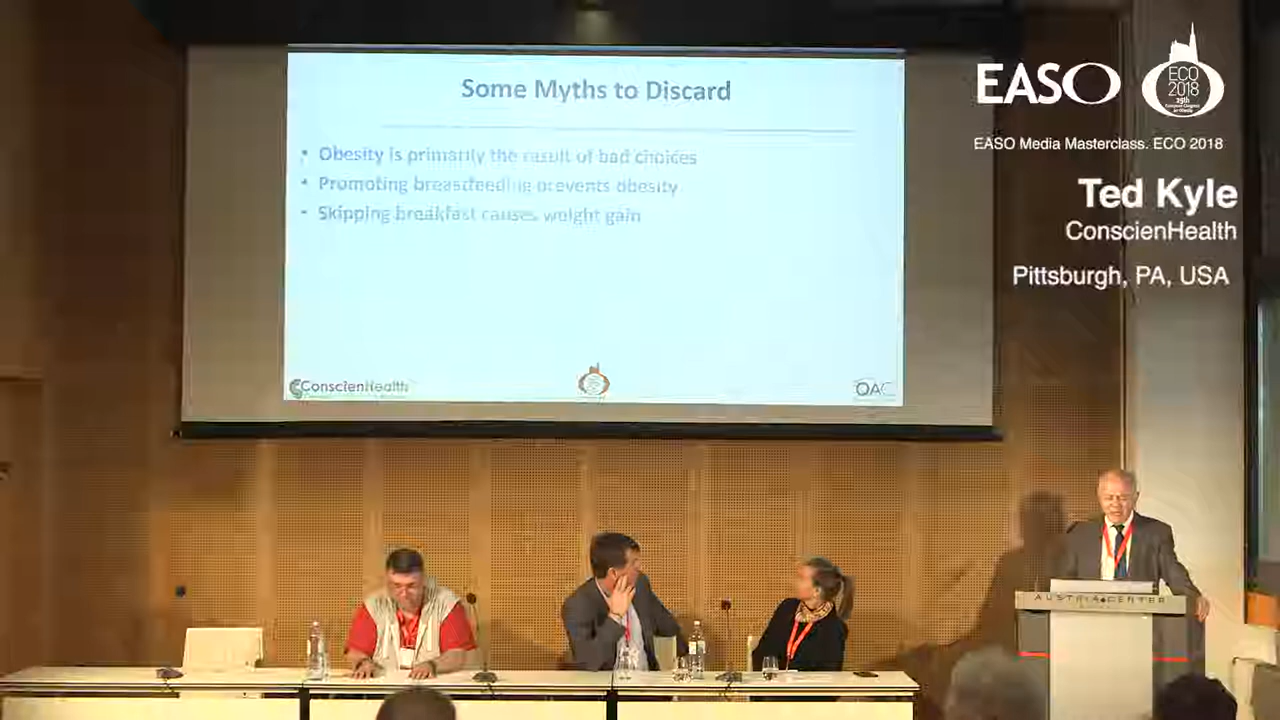 Some Myths to Discard
• Obesity is primarily the result of bad choices
• Promoting breastfeeding prevents obesity
• Skipping breakfast causes weight gain
ConscienHealth
OAC
EASO
ECO
2018
25th
EASO Media Masterclass. ECO 2018
Ted Kyle
ConscienHealth
Pittsburgh, PA, USA
AUSTRIA CENTER